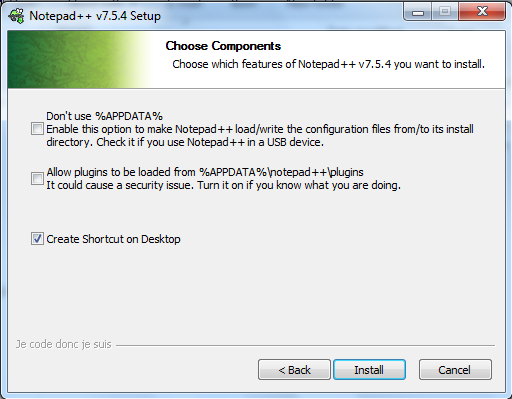 Notepad++ v7.5.4 Setup
Choose Components
Choose which features of Notepad++ v7.5.4 you want to install.
Don't use %APPDATA%
Enable this option to make Notepad++ load/write the configuration files from/to its install
directory. Check it if you use Notepad++ in a USB device.
Allow plugins to be loaded from %APPDATA%\notepad++\plugins
It could cause a security issue. Turn it on if you know what you are doing.
Create Shortcut on Desktop
Je code donc je suis
< Back Install Cancel